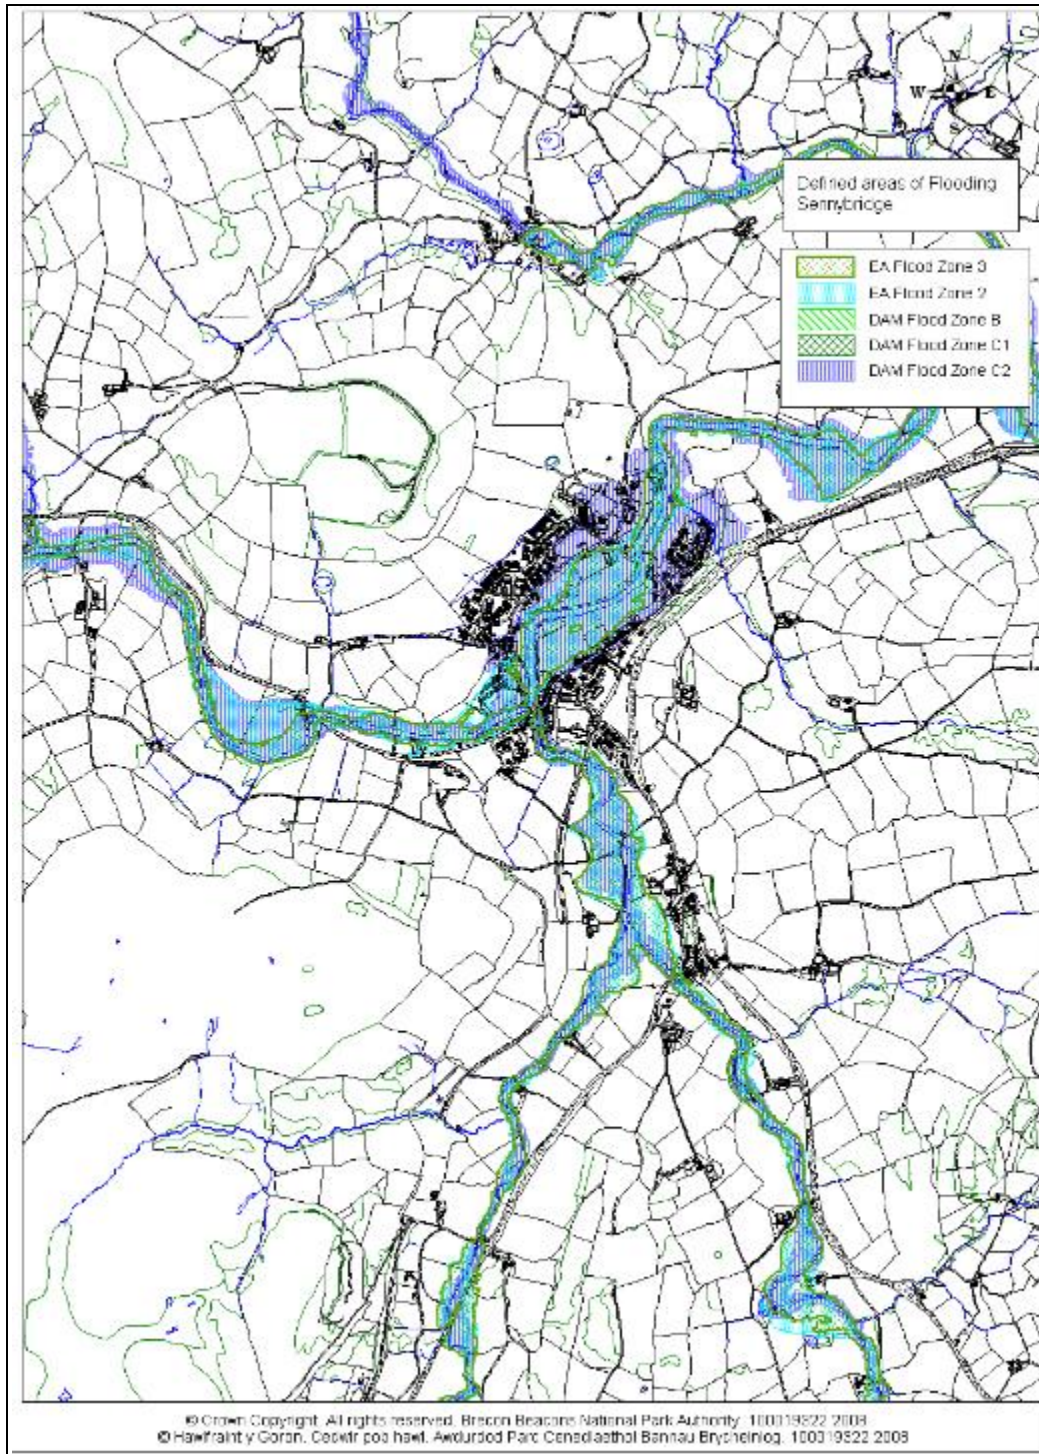 N
W E
S
Defined areas of Flooding
Sennybridge
EA Flood Zone 3
EA Flood Zone 2
DAM Flood Zone B
DAM Flood Zone C1
DAM Flood Zone C2
© Crown Copyright. All rights reserved. Brecon Beacons National Park Authority. 100019322 2008
© Hawlfraint y Goron. Cedwir pob hawl. Awdurdod Parc Cenedlaethol Bannau Brycheiniog. 100019322 2008